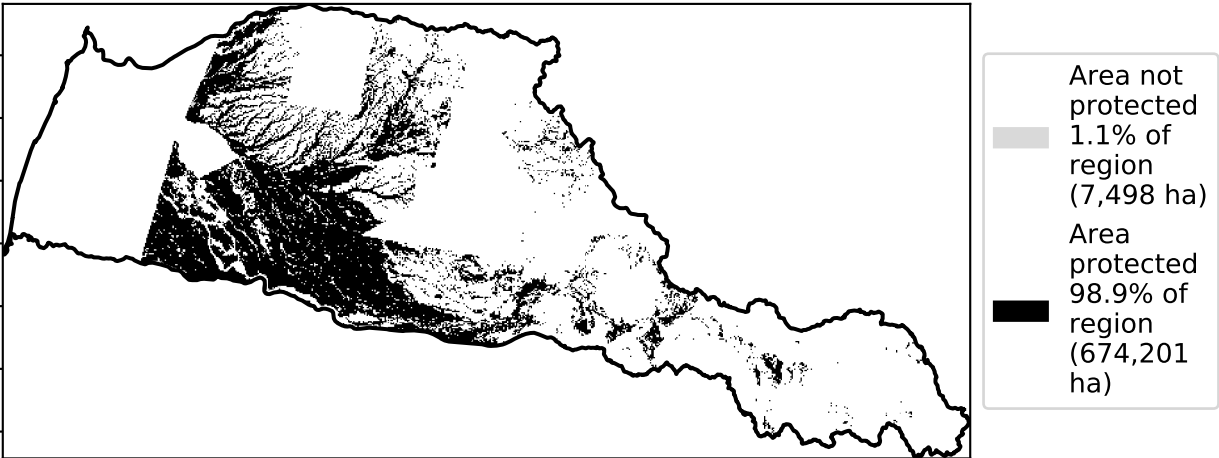 Area not
protected
1.1% of
region
(7,498 ha)
Area
protected
98.9% of
region
(674,201
ha)